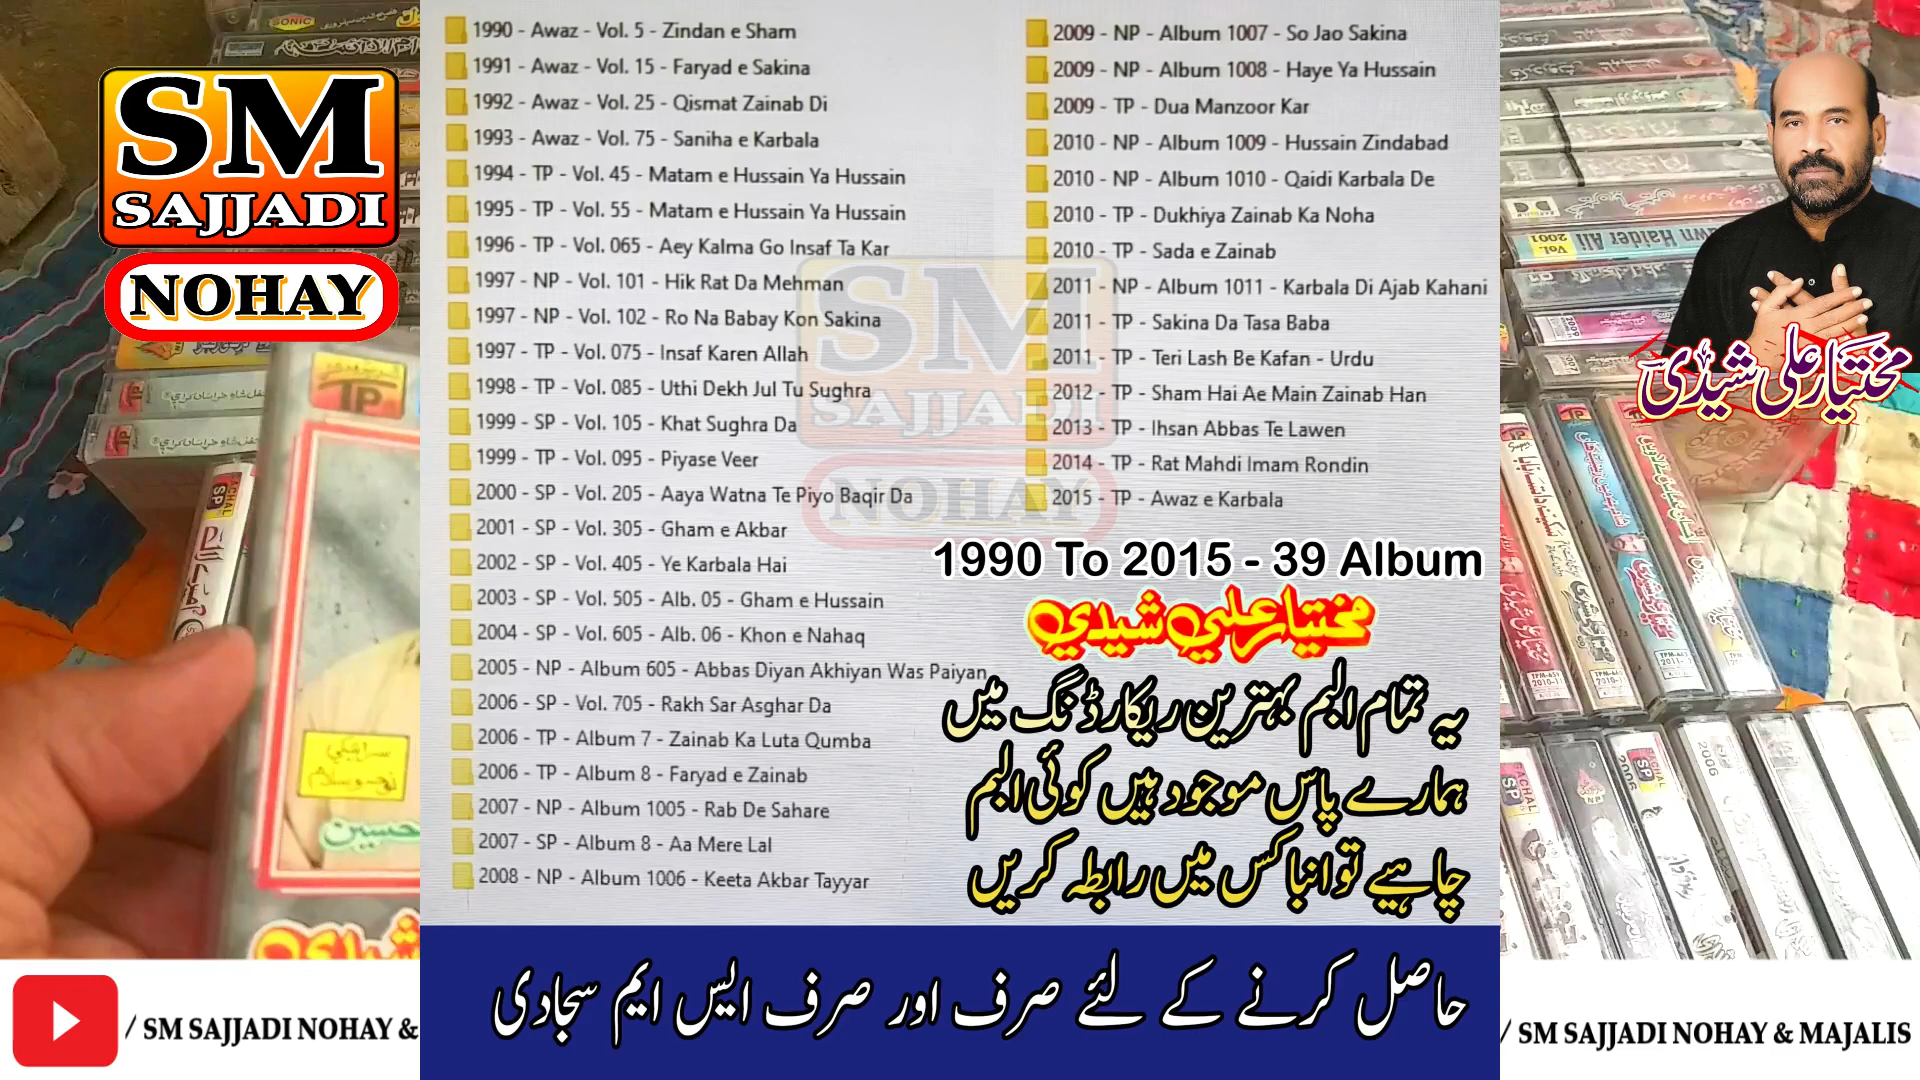 SM
SAJJADI
NOHAY
1990 - Awaz - Vol. 5 - Zindan e Sham
1991 - Awaz - Vol. 15 - Faryad e Sakina
1992 - Awaz - Vol. 25 - Qismat Zainab Di
1993 - Awaz - Vol. 75 - Saniha e Karbala
1994 - TP - Vol. 45 - Matam e Hussain Ya Hussain
1995 - TP - Vol. 55 - Matam e Hussain Ya Hussain
1996 - TP - Vol. 065 - Aey Kalma Go Insaf Ta Kar
1997 - NP - Vol. 101 - Hik Rat Da Mehman
1997 - NP - Vol. 102 - Ro Na Babay Kon Sakina
1997 - TP - Vol. 075 - Insaf Karen Allah
1998 - TP - Vol. 085 - Uthi Dekh Jul Tu Sughra
1999 - SP - Vol. 105 - Khat Sughra Da
1999 - TP - Vol. 095 - Piyase Veer
2000 - SP - Vol. 205 - Aaya Watna Te Piyo Baqir Da
2001 - SP - Vol. 305 - Gham e Akbar
2002 - SP - Vol. 405 - Ye Karbala Hai
2003 - SP - Vol. 505 - Alb. 05 - Gham e Hussain
2004 - SP - Vol. 605 - Alb. 06 - Khon e Nahaq
2005 - NP - Album 605 - Abbas Diyan Akhiyan Was Paiyan
2006 - SP - Vol. 705 - Rakh Sar Asghar Da
2006 - TP - Album 7 - Zainab Ka Luta Qumba
2006 - TP - Album 8 - Faryad e Zainab
2007 - NP - Album 1005 - Rab De Sahare
2007 - SP - Album 8 - Aa Mere Lal
2008 - NP - Album 1006 - Keeta Akbar Tayyar
2009 - NP - Album 1007 - So Jao Sakina
2009 - NP - Album 1008 - Haye Ya Hussain
2009 - TP - Dua Manzoor Kar
2010 - NP - Album 1009 - Hussain Zindabad
2010 - NP - Album 1010 - Qaidi Karbala De
2010 - TP - Dukhiya Zainab Ka Noha
2010 - TP - Sada e Zainab
2011 - NP - Album 1011 - Karbala Di Ajab Kahani
2011 - TP - Sakina Da Tasa Baba
2011 - TP - Teri Lash Be Kafan - Urdu
2012 - TP - Sham Hai Ae Main Zainab Han
2013 - TP - Ihsan Abbas Te Lawen
2014 - TP - Rat Mahdi Imam Rondin
2015 - TP - Awaz e Karbala
SM
SAJJADI
NOHAY
1990 To 2015 - 39 Album
مختيار علي شيدي
یہ تمام البم بہترین ریکارڈنگ میں
ہمارے پاس موجود ہیں کوئی البم
چاہیے تو انباکس میں رابطہ کریں
حاصل کرنے کے لئے صرف اور صرف ایس ایم سجادی
مختیار علی شیدی
TP
سرائیکی
حسین
/ SM SAJJADI NOHAY &
/ SM SAJJADI NOHAY & MAJALIS